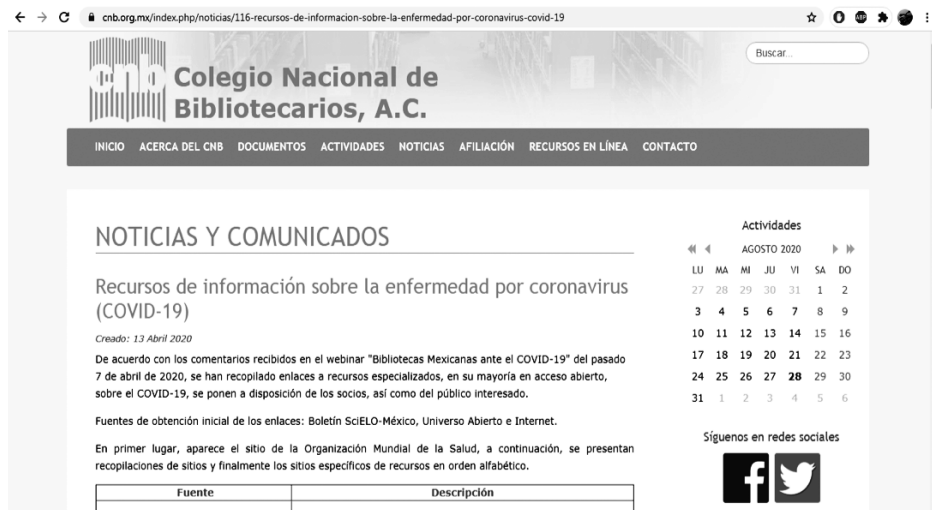 cnb.org.mx/index.php/noticias/116-recursos-de-informacion-sobre-la-enfermedad-por-coronavirus-covid-19
ABP
Buscar...
cnb
Colegio Nacional de
Bibliotecarios, A.C.
INICIO ACERCA DEL CNB DOCUMENTOS ACTIVIDADES NOTICIAS AFILIACIÓN RECURSOS EN LÍNEA CONTACTO
NOTICIAS Y COMUNICADOS
Recursos de información sobre la enfermedad por coronavirus
(COVID-19)
Creado: 13 Abril 2020
De acuerdo con los comentarios recibidos en el webinar "Bibliotecas Mexicanas ante el COVID-19" del pasado
7 de abril de 2020, se han recopilado enlaces a recursos especializados, en su mayoría en acceso abierto,
sobre el COVID-19, se ponen a disposición de los socios, así como del público interesado.
Fuentes de obtención inicial de los enlaces: Boletín SciELO-México, Universo Abierto e Internet.
En primer lugar, aparece el sitio de la Organización Mundial de la Salud, a continuación, se presentan
recopilaciones de sitios y finalmente los sitios específicos de recursos en orden alfabético.
Fuente Descripción
Actividades
AGOSTO 2020
LU MA MI JU VI SA DO
27 28 29 30 31 1 2
3 4 5 6 7 8 9
10 11 12 13 14 15 16
17 18 19 20 21 22 23
24 25 26 27 28 29 30
31 1 2 3 4 5 6
Síguenos en redes sociales